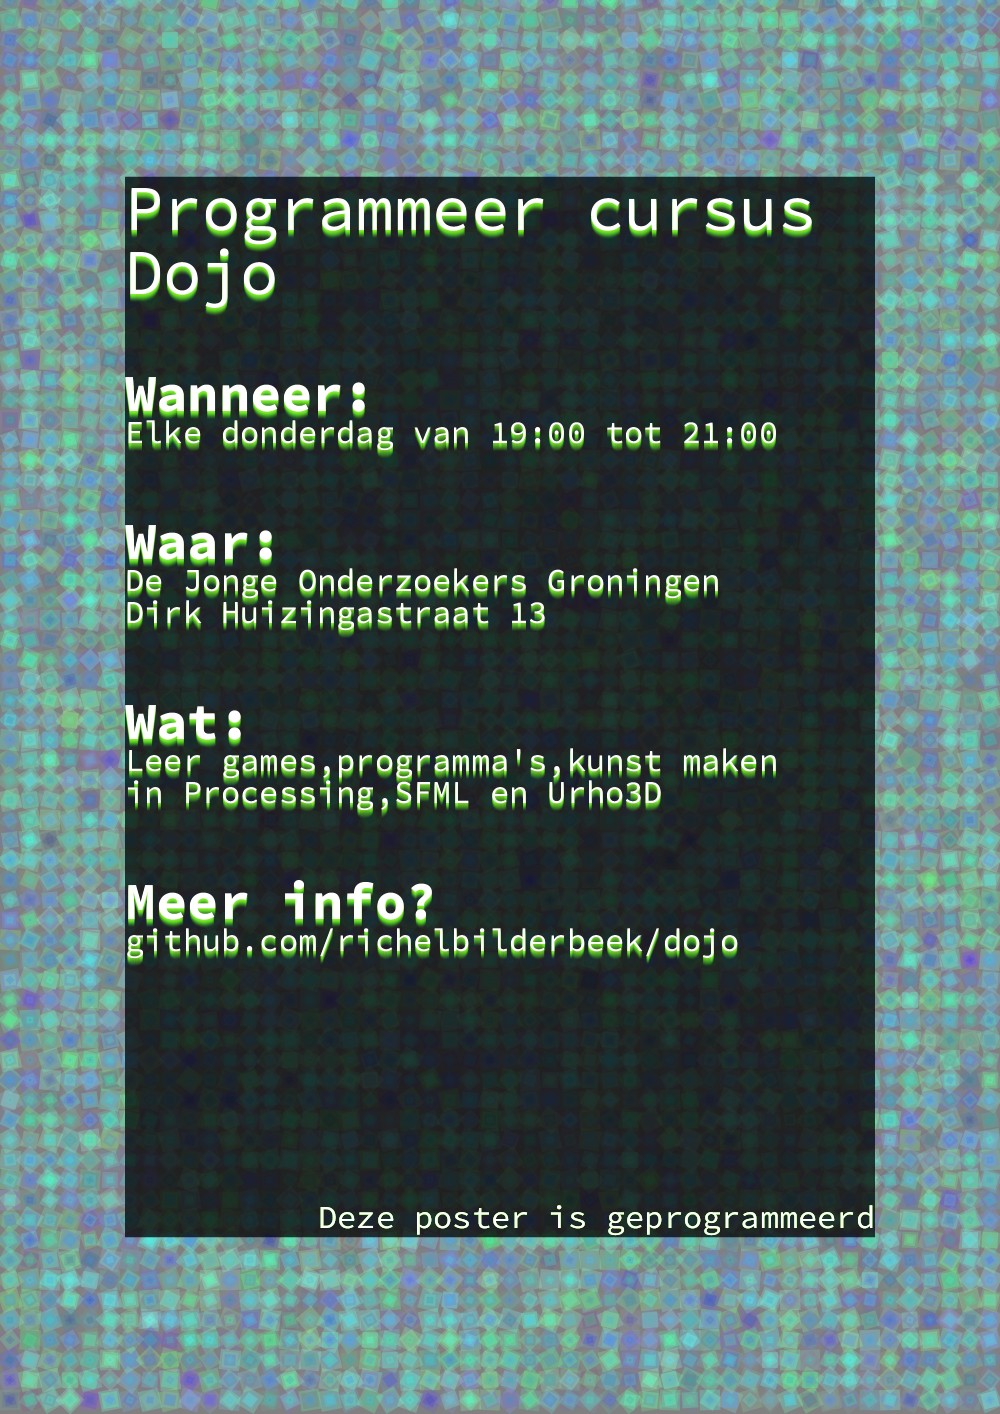 Programmeer cursus
Dojo
Wanneer:
Elke donderdag van 19:00 tot 21:00
Waar:
De Jonge Onderzoekers Groningen
Dirk Huizingastraat 13
Wat:
Leer games,programma's,kunst maken
in Processing,SFML en Urho3D
Meer info?
github.com/richelbilderbeek/dojo
Deze poster is geprogrammeerd